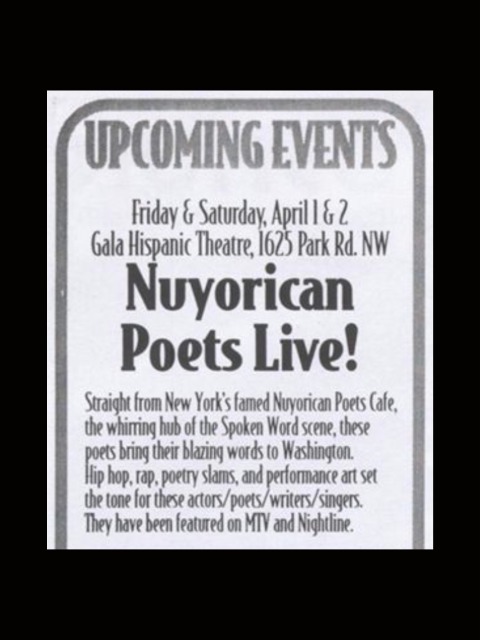 UPCOMING EVENTS
Friday & Saturday, April 1 & 2
Gala Hispanic Theatre, 1625 Park Rd. NW
Nuyorican
Poets Live!
Straight from New York's famed Nuyorican Poets Cafe,
the whirring hub of the Spoken Word scene, these
poets bring their blazing words to Washington.
Hip hop, rap, poetry slams, and performance art set
the tone for these actors/poets/writers/singers.
They have been featured on MTV and Nightline.